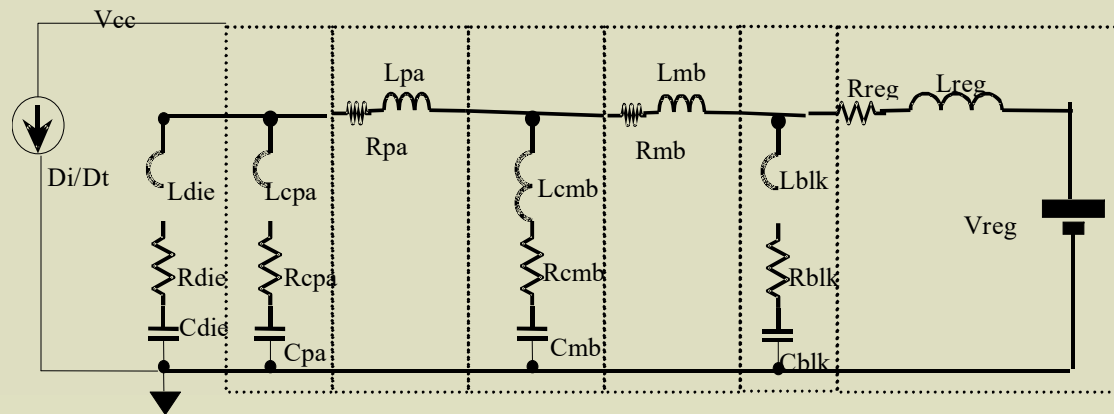 Vcc
Lpa
Lmb
Rreg
Lreg
Di/Dt
Rpa
Rmb
Ldie
Lcpa
Lcmb
Lblk
Vreg
Rdie
Rcpa
Rcmb
Rblk
Cdie
Cpa
Cmb
Cblk